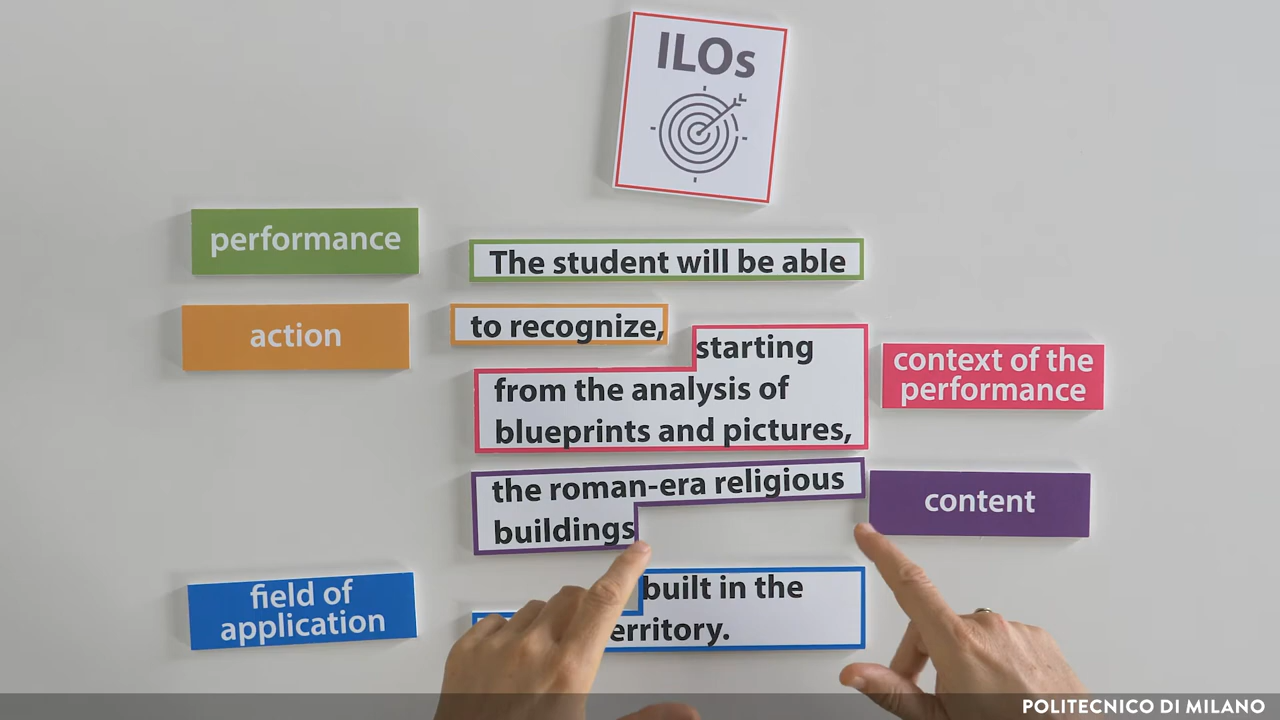 ILOs
performance
The student will be able
action
to recognize,
starting
from the analysis of
blueprints and pictures,
context of the
performance
the roman-era religious
buildings
content
field of
application
built in the
erritory.
POLITECNICO DI MILANO